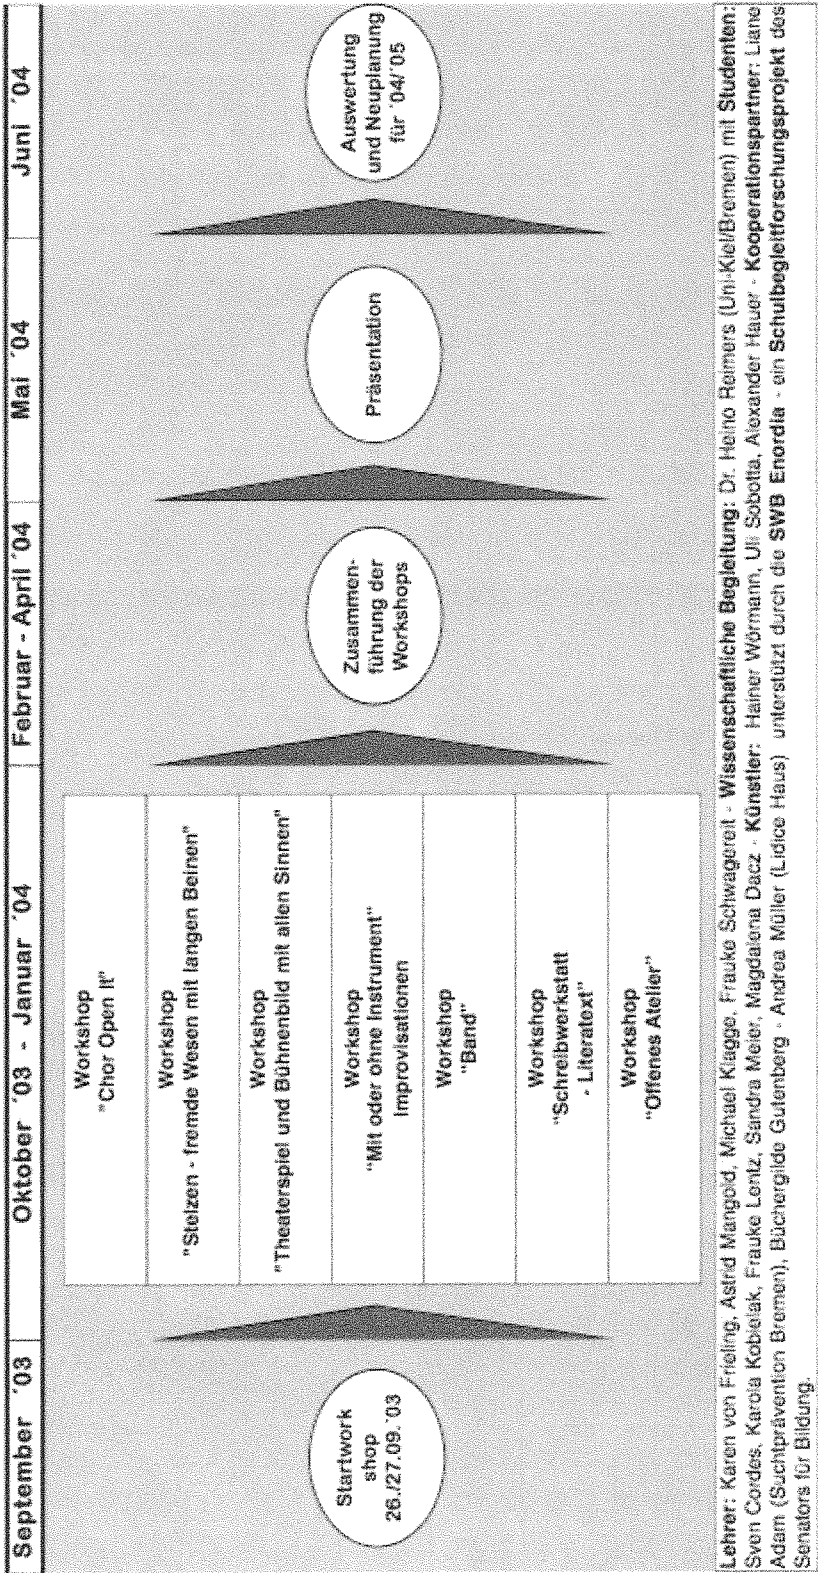 September ´03
Oktober ´03 - Januar ´04
Februar - April ´04
Mai ´04
Juni ´04
Startwork
shop
26./27.09.´03
Workshop
"Chor Open It"
Workshop
"Stelzen - fremde Wesen mit langen Beinen"
Workshop
"Theaterspiel und Bühnenbild mit allen Sinnen"
Workshop
"Mit oder ohne Instrument"
Improvisationen
Workshop
"Band"
Workshop
"Schreibwerkstatt
- Literatext"
Workshop
"Offenes Atelier"
Zusammen-
führung der
Workshops
Präsentation
Auswertung
und Neuplanung
für ´04/´05
Lehrer: Karen von Frieling, Astrid Mangold, Michael Klagge, Frauke Schwagereit - Wissenschaftliche Begleitung: Dr. Heino Reimers (Uni-Kiel/Bremen) mit Studenten:
Sven Cordes, Karola Kobielak, Frauke Lentz, Sandra Meier, Magdalena Dacz - Künstler: Hainer Wörmann, Uli Sobotta, Alexander Hauer - Kooperationspartner: Liane
Adam (Suchtprävention Bremen), Büchergilde Gutenberg - Andrea Müller (Lidice Haus) unterstützt durch die SWB Enordia - ein Schulbegleitforschungsprojekt des
Senators für Bildung.